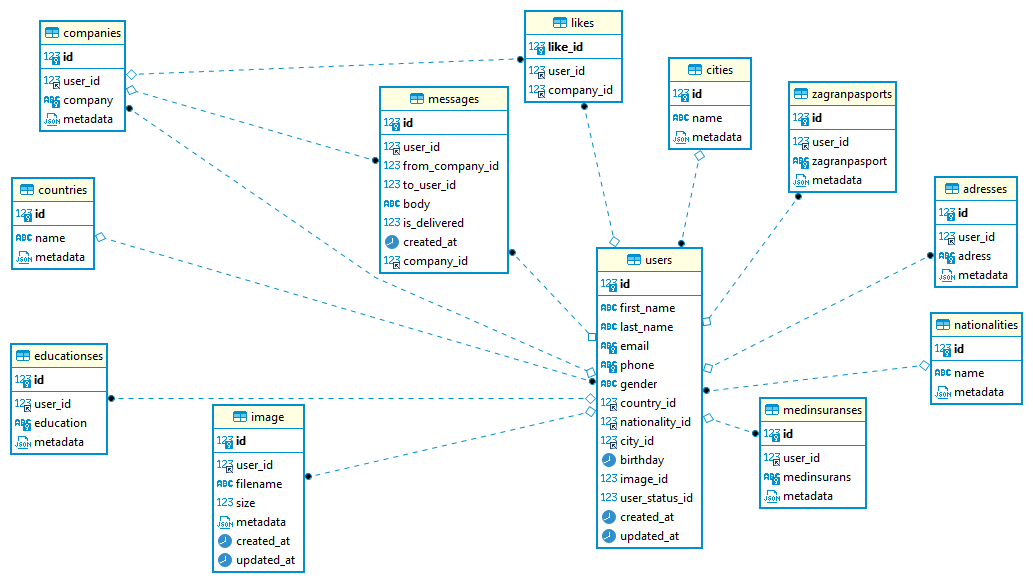 companies
123 id
123 user_id
ABC company
JSON metadata
likes
123 like_id
123 user_id
123 company_id
messages
123 id
123 user_id
123 from_company_id
123 to_user_id
ABC body
123 is_delivered
created_at
123 company_id
cities
123 id
ABC name
JSON metadata
zagranpasports
123 id
123 user_id
ABC zagranpasport
JSON metadata
countries
123 id
ABC name
JSON metadata
adresses
123 id
123 user_id
ABC adress
JSON metadata
users
123 id
ABC first_name
ABC last_name
ABC email
ABC phone
ABC gender
123 country_id
123 nationality_id
123 city_id
birthday
123 image_id
123 user_status_id
created_at
updated_at
nationalities
123 id
ABC name
JSON metadata
educationses
123 id
123 user_id
ABC education
JSON metadata
image
123 id
123 user_id
ABC filename
123 size
JSON metadata
created_at
updated_at
medinsuranses
123 id
123 user_id
ABC medinsurans
JSON metadata